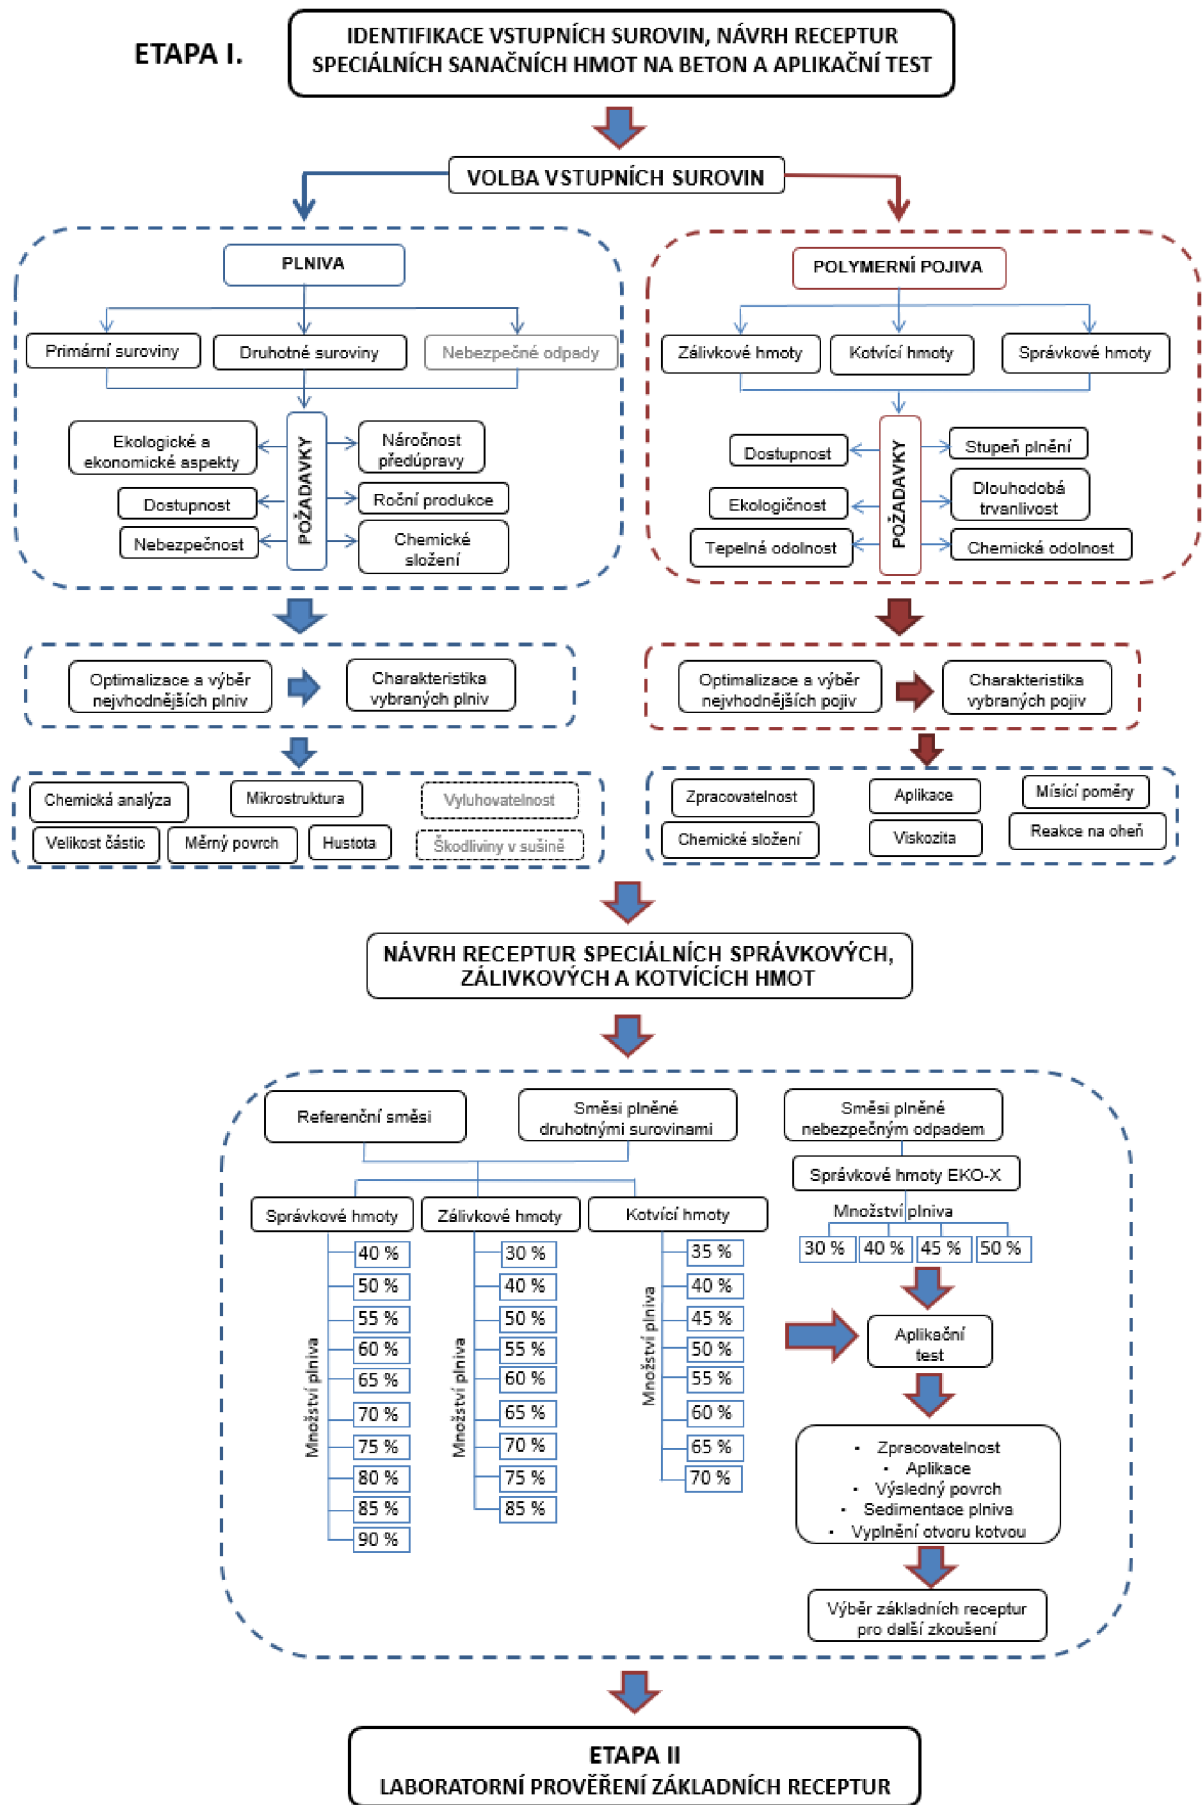 ETAPA I.
IDENTIFIKACE VSTUPNÍCH SUROVIN, NÁVRH RECEPTUR
SPECIÁLNÍCH SANAČNÍCH HMOT NA BETON A APLIKAČNÍ TEST
VOLBA VSTUPNÍCH SUROVIN
PLNIVA
Primární suroviny
Druhotné suroviny
Nebezpečné odpady
POŽADAVKY
Ekologické a
ekonomické aspekty
Náročnost
předúpravy
Dostupnost
Roční produkce
Nebezpečnost
Chemické
složení
POLYMERNÍ POJIVA
Zálivkové hmoty
Kotvící hmoty
Správkové hmoty
POŽADAVKY
Dostupnost
Stupeň plnění
Ekologičnost
Dlouhodobá
trvanlivost
Tepelná odolnost
Chemická odolnost
Optimalizace a výběr
nejvhodnějších plniv
Charakteristika
vybraných plniv
Optimalizace a výběr
nejvhodnějších pojiv
Charakteristika
vybraných pojiv
Chemická analýza
Mikrostruktura
Vyluhovatelnost
Velikost částic
Měrný povrch
Hustota
Škodliviny v sušině
Zpracovatelnost
Aplikace
Mísící poměry
Chemické složení
Viskozita
Reakce na oheň
NÁVRH RECEPTUR SPECIÁLNÍCH SPRÁVKOVÝCH,
ZÁLIVKOVÝCH A KOTVÍCÍCH HMOT
Referenční směsi
Směsi plněné
druhotnými surovinami
Směsi plněné
nebezpečným odpadem
Správkové hmoty
Množství plniva
40 %
50 %
55 %
60 %
65 %
70 %
75 %
80 %
85 %
90 %
Zálivkové hmoty
Množství plniva
30 %
40 %
50 %
55 %
60 %
65 %
70 %
75 %
85 %
Kotvící hmoty
Množství plniva
35 %
40 %
45 %
50 %
55 %
60 %
65 %
70 %
Správkové hmoty EKO-X
Množství plniva
30 %
40 %
45 %
50 %
Aplikační
test
• Zpracovatelnost
• Aplikace
• Výsledný povrch
• Sedimentace plniva
• Vyplnění otvoru kotvou
Výběr základních receptur
pro další zkoušení
ETAPA II
LABORATORNÍ PROVĚŘENÍ ZÁKLADNÍCH RECEPTUR